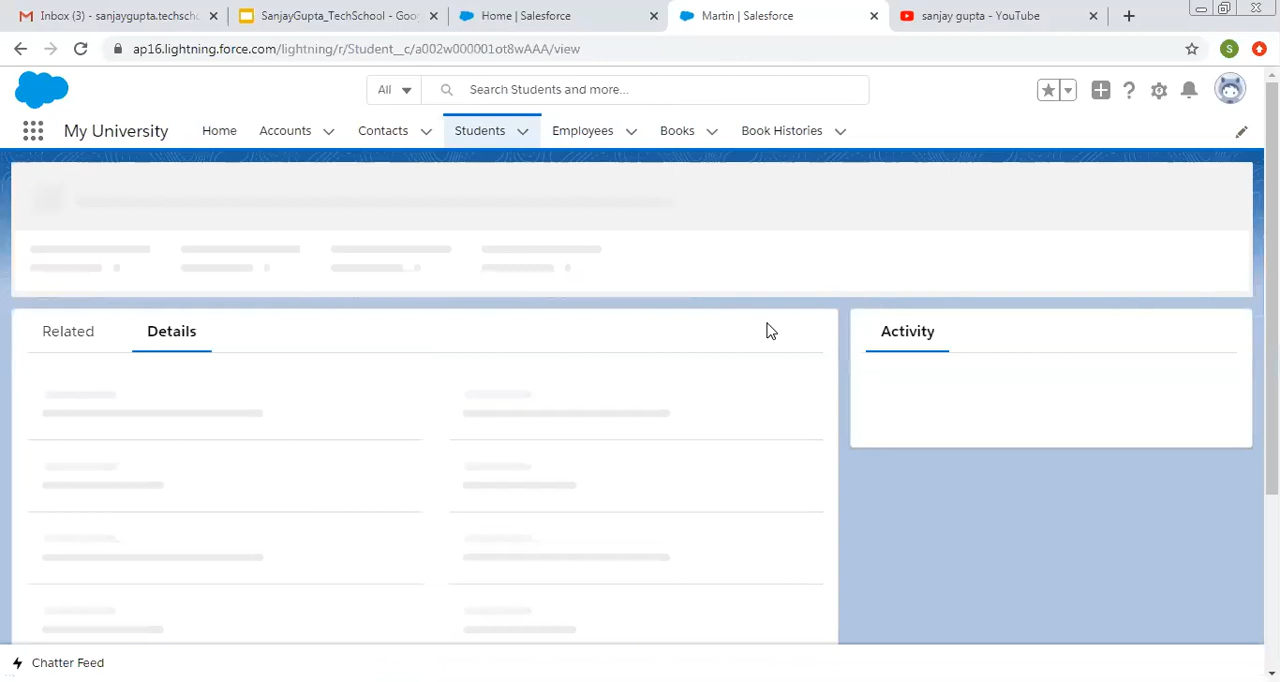 Inbox (3) - sanjaygupta.techscho
SanjayGupta_TechSchool - Goo
Home | Salesforce
Martin | Salesforce
sanjay gupta - YouTube
ap16.lightning.force.com/lightning/r/Student__c/a002w000001ot8wAAA/view
S
All
Search Students and more...
My University
Home
Accounts
Contacts
Students
Employees
Books
Book Histories
Related
Details
Activity
Chatter Feed